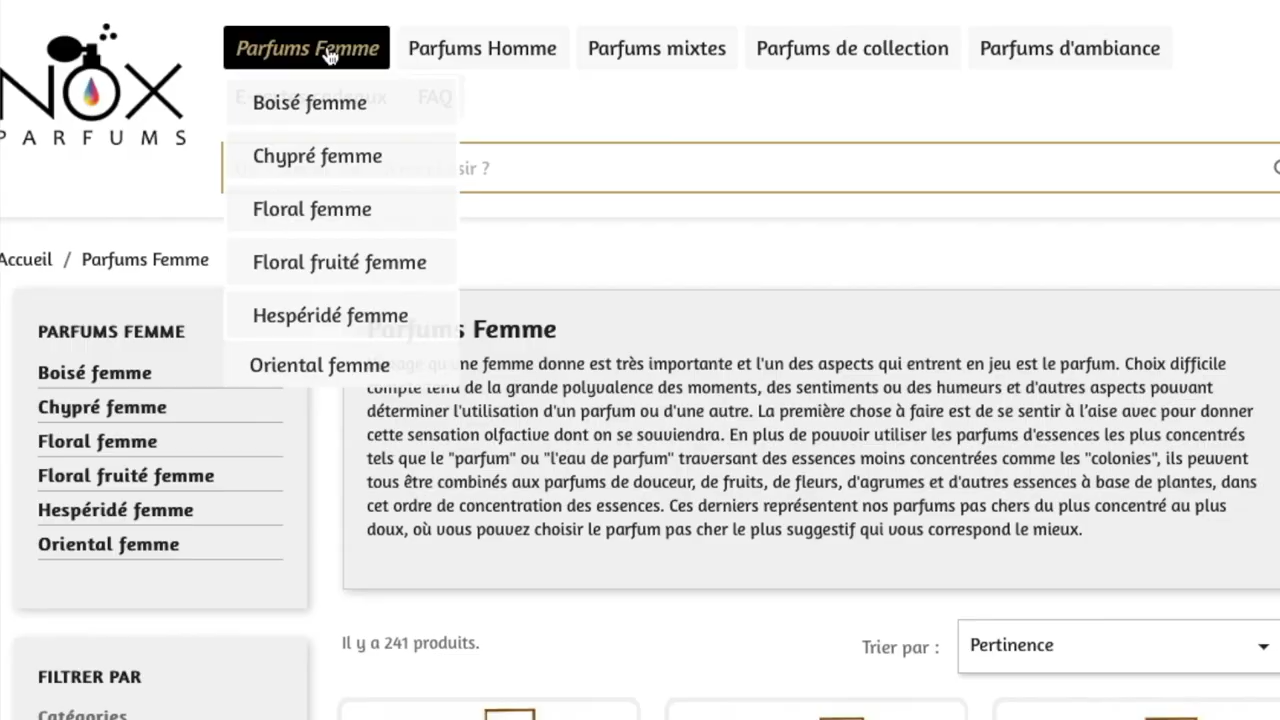 NOX
PARFUMS
Parfums Femme
Parfums Homme
Parfums mixtes
Parfums de collection
Parfums d'ambiance
FAQ
Boisé femme
Chypré femme
Floral femme
Floral fruité femme
Hespéridé femme
Oriental femme
Accueil / Parfums Femme
PARFUMS FEMME
Boisé femme
Chypré femme
Floral femme
Floral fruité femme
Hespéridé femme
Oriental femme
FILTRER PAR
Catégories
Parfums Femme
femme donne est très importante et l'un des aspects qui entrent en jeu est le parfum. Choix difficile
compte tenu de la grande polyvalence des moments, des sentiments ou des humeurs et d'autres aspects pouvant
déterminer l'utilisation d'un parfum ou d'une autre. La première chose à faire est de se sentir à l'aise avec pour donner
cette sensation olfactive dont on se souviendra. En plus de pouvoir utiliser les parfums d'essences les plus concentrés
tels que le "parfum" ou "l'eau de parfum" traversant des essences moins concentrées comme les "colonies", ils peuvent
tous être combinés aux parfums de douceur, de fruits, de fleurs, d'agrumes et d'autres essences à base de plantes, dans
cet ordre de concentration des essences. Ces derniers représentent nos parfums pas chers du plus concentré au plus
doux, où vous pouvez choisir le parfum pas cher le plus suggestif qui vous correspond le mieux.
Il y a 241 produits.
Trier par :
Pertinence